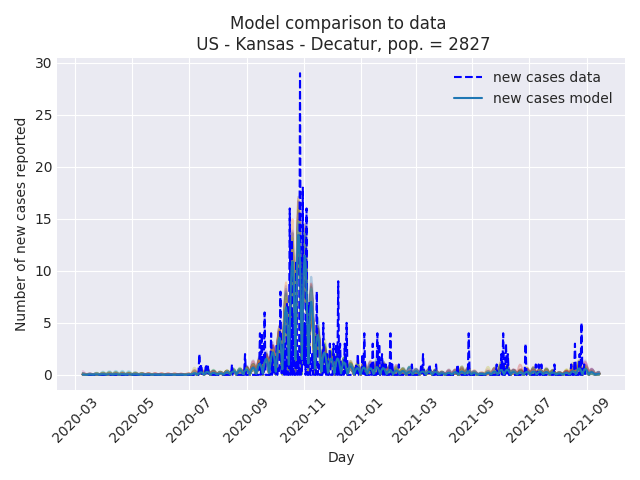 Model comparison to data
US - Kansas - Decatur, pop. = 2827
new cases data
new cases model
Number of new cases reported
30
25
20
15
10
5
0
2020-03
2020-05
2020-07
2020-09
2020-11
2021-01
2021-03
2021-05
2021-07
2021-09
Day